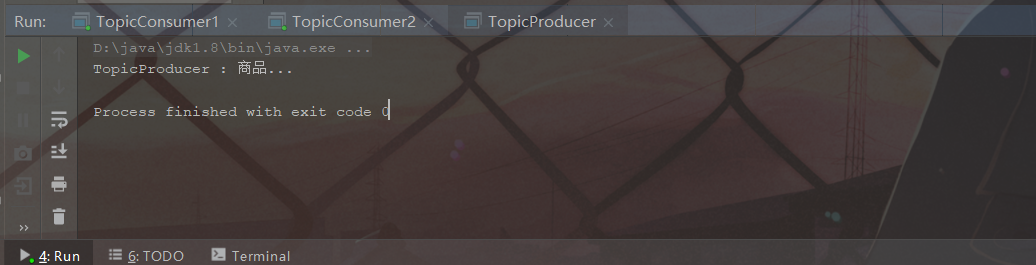 Run: TopicConsumer1 TopicConsumer2 TopicProducer
D:\java\jdk1.8\bin\java.exe ...
TopicProducer : 商品...
Process finished with exit code 0
4: Run 6: TODO Terminal